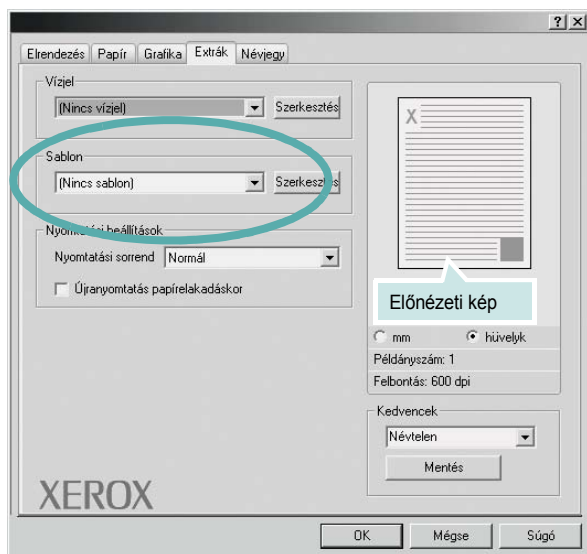 Elrendezés Papír Grafika Extrák Névjegy
Vízjel
(Nincs vízjel) Szerkesztés
Sablon
(Nincs sablon) Szerkesztés
Nyomtatási beállítások
Nyomtatási sorrend Normál
Újranyomtatás papírelakadáskor
X
Előnézeti kép
mm hüvelyk
Példányszám: 1
Felbontás: 600 dpi
Kedvencek
Névtelen
Mentés
XEROX
OK Mégse Súgó